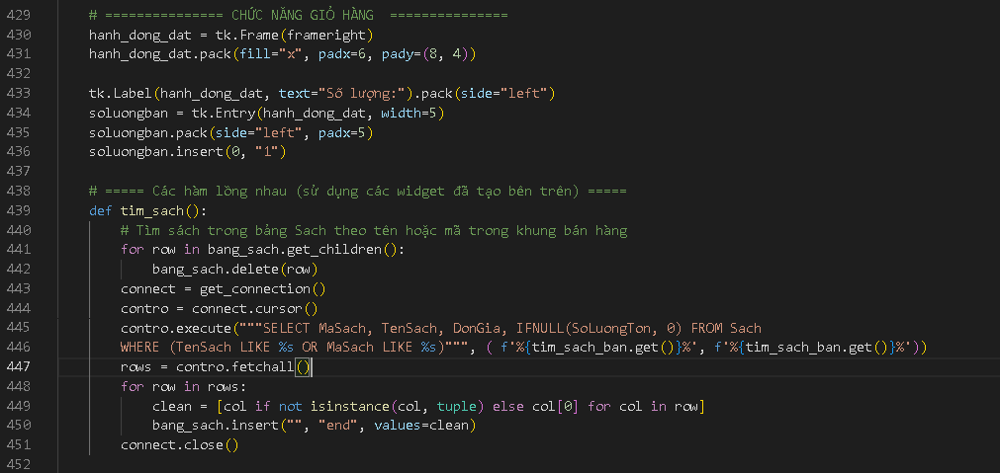 429 # =============== CHỨC NĂNG GIỎ HÀNG ===============
430 hanh_dong_dat = tk.Frame(frameright)
431 hanh_dong_dat.pack(fill="x", padx=6, pady=(8, 4))
432
433 tk.Label(hanh_dong_dat, text="Số lượng:").pack(side="left")
434 soluongban = tk.Entry(hanh_dong_dat, width=5)
435 soluongban.pack(side="left", padx=5)
436 soluongban.insert(0, "1")
437
438 # ===== Các hàm lồng nhau (sử dụng các widget đã tạo bên trên) =====
439 def tim_sach():
440 # Tìm sách trong bảng Sach theo tên hoặc mã trong khung bán hàng
441 for row in bang_sach.get_children():
442 bang_sach.delete(row)
443 connect = get_connection()
444 contro = connect.cursor()
445 contro.execute("""SELECT MaSach, TenSach, DonGia, IFNULL(SoLuongTon, 0) FROM Sach
446 WHERE (TenSach LIKE %s OR MaSach LIKE %s)""", ( f'%{tim_sach_ban.get()}%', f'%{tim_sach_ban.get()}%'))
447 rows = contro.fetchall()
448 for row in rows:
449 clean = [col if not isinstance(col, tuple) else col[0] for col in row]
450 bang_sach.insert("", "end", values=clean)
451 connect.close()
452